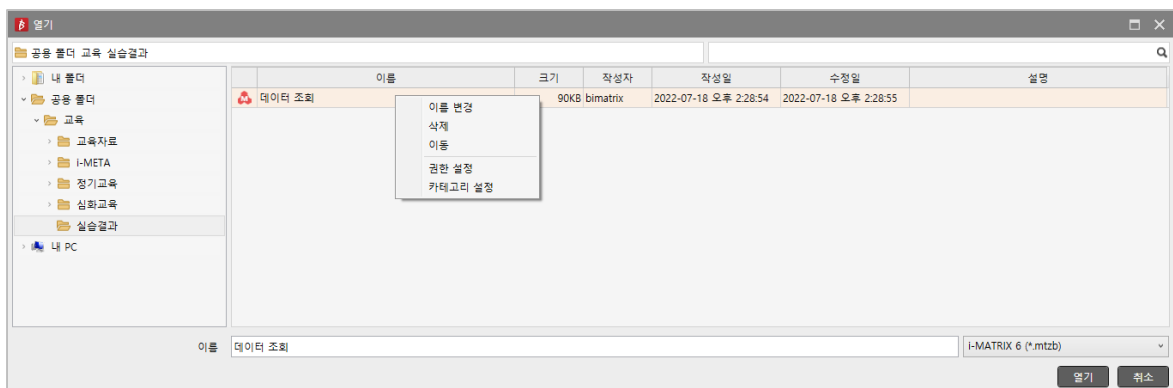 열기
공용 폴더 교육 실습결과
내 폴더
공용 폴더
교육
교육자료
i-META
정기교육
심화교육
실습결과
내 PC
이름 크기 작성자 작성일 수정일 설명
데이터 조회 90KB bimatrix 2022-07-18 오후 2:28:54 2022-07-18 오후 2:28:55
이름 변경
삭제
이동
권한 설정
카테고리 설정
이름 데이터 조회 i-MATRIX 6 (*.mtzb)
열기 취소